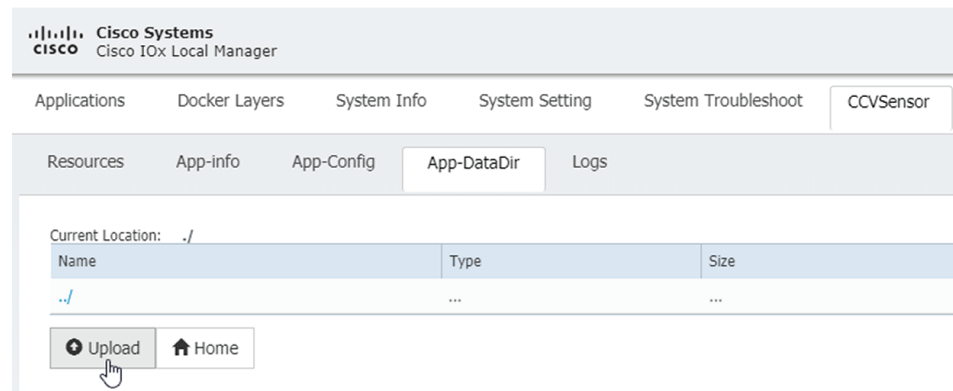 Cisco Systems
CISCO Cisco IOx Local Manager
Applications Docker Layers System Info System Setting System Troubleshoot CCVSensor
Resources App-info App-Config App-DataDir Logs
Current Location: ./
Name Type Size
../ ... ...
Upload Home